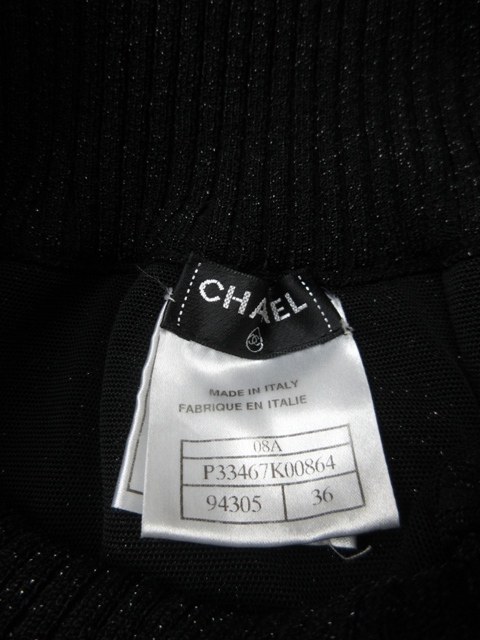 CHAEL
MADE IN ITALY
FABRIQUE EN ITALIE
08A
P33467K00864
94305 36